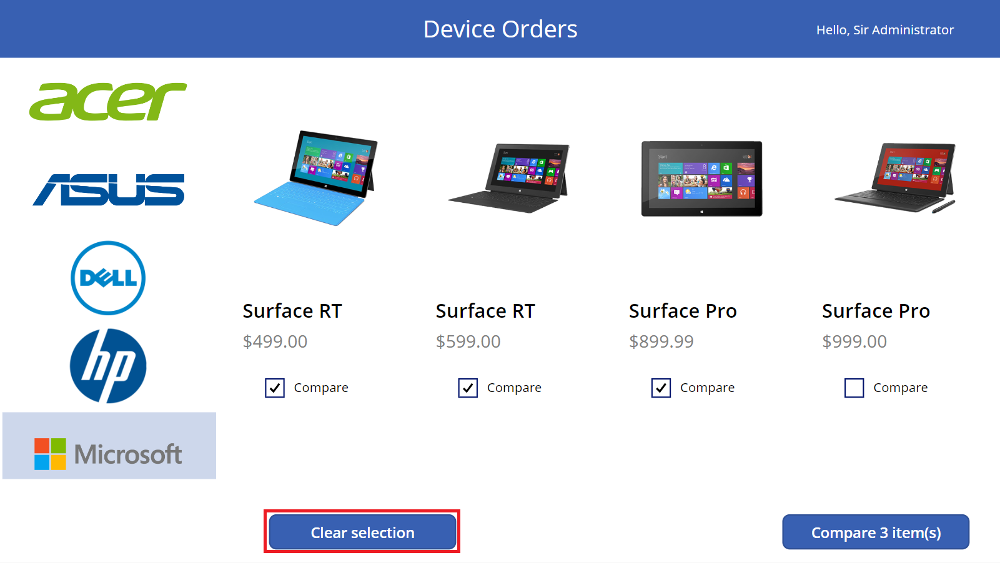 Device Orders
Hello, Sir Administrator
acer
ASUS
DELL
hp
Microsoft
Start
Surface RT
$499.00
Compare
Surface RT
$599.00
Compare
Surface Pro
$899.99
Compare
Surface Pro
$999.00
Compare
Clear selection
Compare 3 item(s)